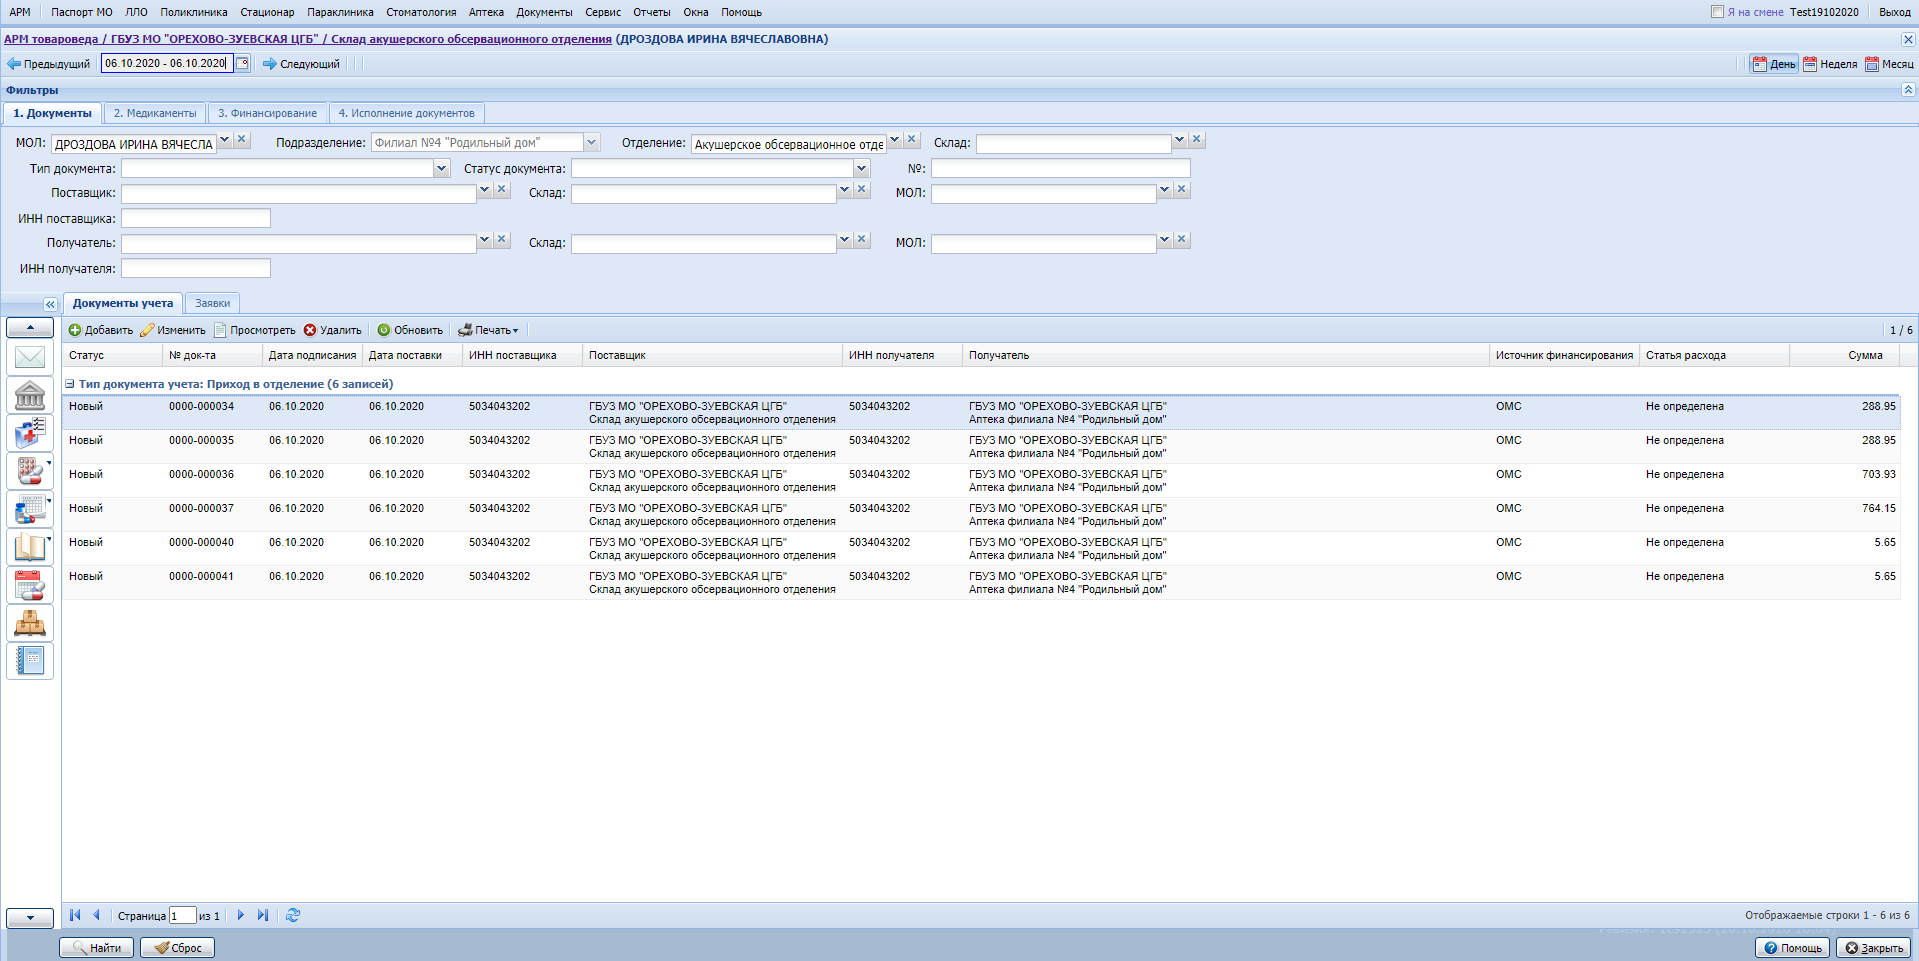 АРМ Паспорт МО ЛЛО Поликлиника Стационар Параклиника Стоматология Аптека Документы Сервис Отчеты Окна Помощь Я на смене Test19102020 Выход
АРМ товароведа / ГБУЗ МО "ОРЕХОВО-ЗУЕВСКАЯ ЦГБ" / Склад акушерского обсервационного отделения (ДРОЗДОВА ИРИНА ВЯЧЕСЛАВОВНА)
Предыдущий 06.10.2020 - 06.10.2020 Следующий День Неделя Месяц
Фильтры
1. Документы 2. Медикаменты 3. Финансирование 4. Исполнение документов
МОЛ: ДРОЗДОВА ИРИНА ВЯЧЕСЛА Подразделение: Филиал №4 "Родильный дом" Отделение: Акушерское обсервационное отде Склад:
Тип документа: Статус документа: №:
Поставщик: Склад: МОЛ:
ИНН поставщика:
Получатель: Склад: МОЛ:
ИНН получателя:
Документы учета Заявки
Добавить Изменить Просмотреть Удалить Обновить Печать 1 / 6
Статус № док-та Дата подписания Дата поставки ИНН поставщика Поставщик ИНН получателя Получатель Источник финансирования Статья расхода Сумма
Тип документа учета: Приход в отделение (6 записей)
Новый 0000-000034 06.10.2020 06.10.2020 5034043202 ГБУЗ МО "ОРЕХОВО-ЗУЕВСКАЯ ЦГБ" 5034043202 ГБУЗ МО "ОРЕХОВО-ЗУЕВСКАЯ ЦГБ" ОМС Не определена 288.95
Склад акушерского обсервационного отделения Аптека филиала №4 "Родильный дом"
Новый 0000-000035 06.10.2020 06.10.2020 5034043202 ГБУЗ МО "ОРЕХОВО-ЗУЕВСКАЯ ЦГБ" 5034043202 ГБУЗ МО "ОРЕХОВО-ЗУЕВСКАЯ ЦГБ" ОМС Не определена 288.95
Склад акушерского обсервационного отделения Аптека филиала №4 "Родильный дом"
Новый 0000-000036 06.10.2020 06.10.2020 5034043202 ГБУЗ МО "ОРЕХОВО-ЗУЕВСКАЯ ЦГБ" 5034043202 ГБУЗ МО "ОРЕХОВО-ЗУЕВСКАЯ ЦГБ" ОМС Не определена 703.93
Склад акушерского обсервационного отделения Аптека филиала №4 "Родильный дом"
Новый 0000-000037 06.10.2020 06.10.2020 5034043202 ГБУЗ МО "ОРЕХОВО-ЗУЕВСКАЯ ЦГБ" 5034043202 ГБУЗ МО "ОРЕХОВО-ЗУЕВСКАЯ ЦГБ" ОМС Не определена 764.15
Склад акушерского обсервационного отделения Аптека филиала №4 "Родильный дом"
Новый 0000-000040 06.10.2020 06.10.2020 5034043202 ГБУЗ МО "ОРЕХОВО-ЗУЕВСКАЯ ЦГБ" 5034043202 ГБУЗ МО "ОРЕХОВО-ЗУЕВСКАЯ ЦГБ" ОМС Не определена 5.65
Склад акушерского обсервационного отделения Аптека филиала №4 "Родильный дом"
Новый 0000-000041 06.10.2020 06.10.2020 5034043202 ГБУЗ МО "ОРЕХОВО-ЗУЕВСКАЯ ЦГБ" 5034043202 ГБУЗ МО "ОРЕХОВО-ЗУЕВСКАЯ ЦГБ" ОМС Не определена 5.65
Склад акушерского обсервационного отделения Аптека филиала №4 "Родильный дом"
Страница 1 из 1 Отображаемые строки 1 - 6 из 6
Найти Сброс Помощь Закрыть